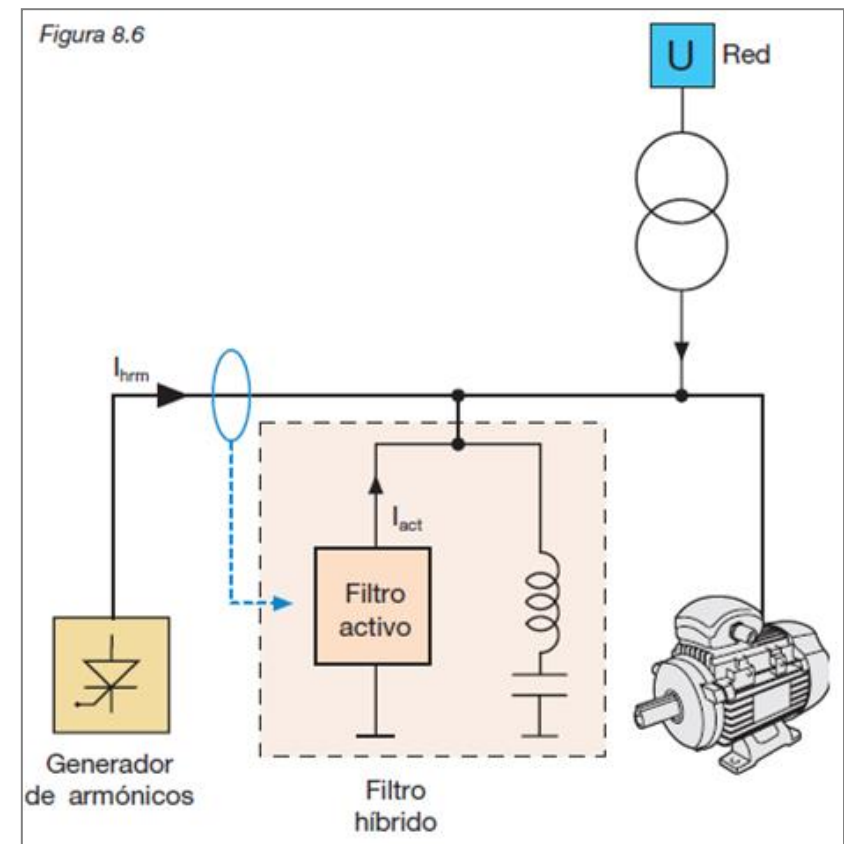 Figura 8.6
U
Red
Ihrm
Iact
Filtro
activo
Generador
de armónicos
Filtro
híbrido